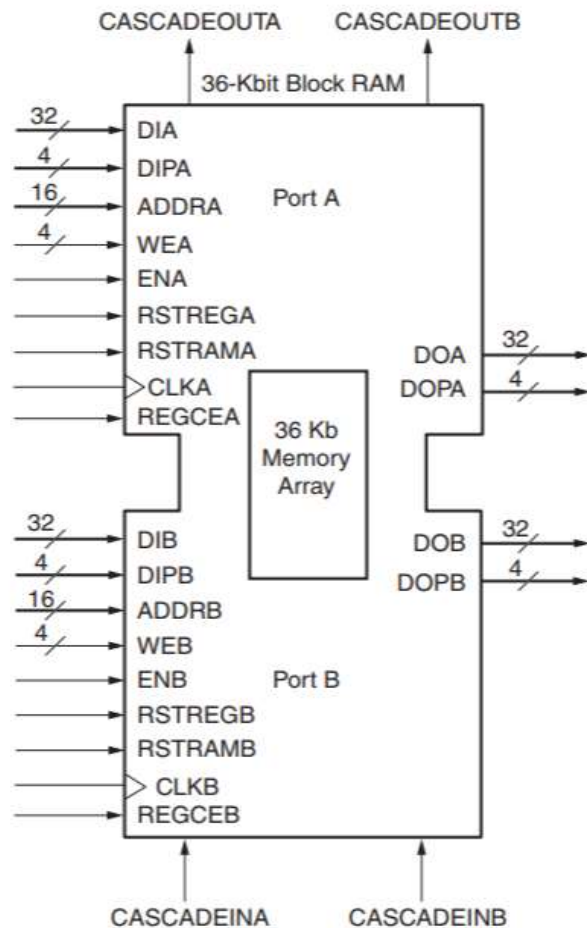 CASCADEOUTA CASCADEOUTB
36-Kbit Block RAM
32 DIA
4 DIPA
16 ADDRA Port A
4 WEA
ENA
RSTREGA
RSTRAMA DOA 32
CLKA DOPA 4
REGCEA
36 Kb
Memory
Array
32 DIB DOB 32
4 DIPB DOPB 4
16 ADDRB
4 WEB
ENB Port B
RSTREGB
RSTRAMB
CLKB
REGCEB
CASCADEINA CASCADEINB